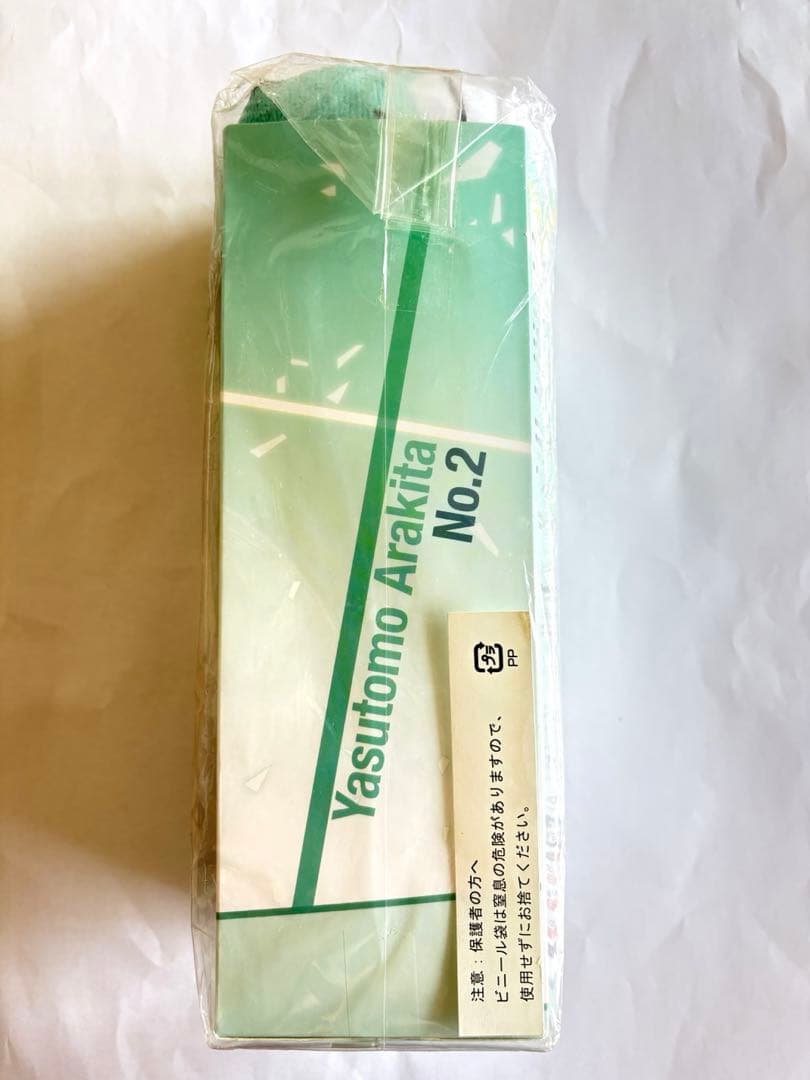 Yasutomo Arakita
No.2
プラ
PP
注意：保護者の方へ
ビニール袋は窒息の危険がありますので、
使用せずにお捨てください。